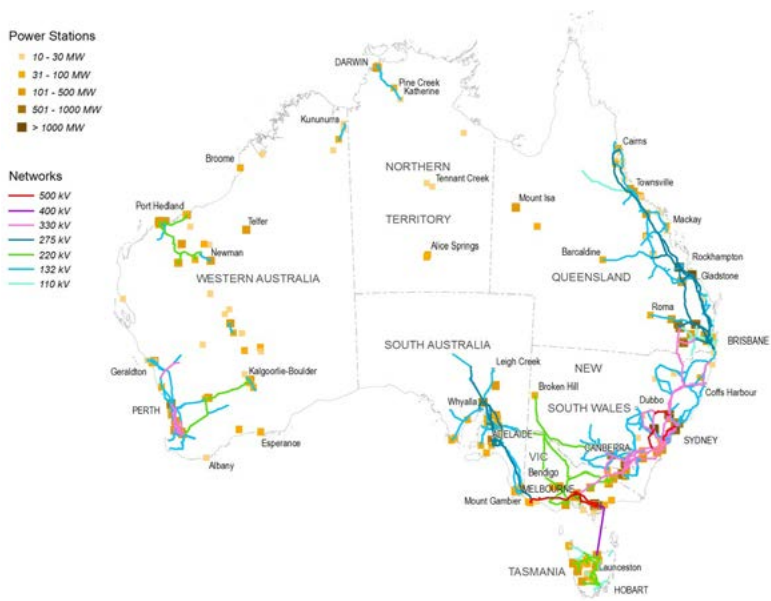 Power Stations
10 - 30 MW
31 - 100 MW
101 - 500 MW
501 - 1000 MW
> 1000 MW
Networks
500 kV
400 kV
330 kV
275 kV
220 kV
132 kV
110 kV
DARWIN
Pine Creek
Katherine
Kununurra
Broome
NORTHERN
TERRITORY
Tennant Creek
Alice Springs
Port Hedland
Telfer
Newman
WESTERN AUSTRALIA
Geraldton
Kalgoorlie-Boulder
PERTH
Esperance
Albany
Cairns
Townsville
Mount Isa
Mackay
Barcaldine
Rockhampton
Gladstone
QUEENSLAND
Roma
BRISBANE
SOUTH AUSTRALIA
Leigh Creek
Whyalla
ADELAIDE
Mount Gambier
NEW
SOUTH WALES
Broken Hill
Dubbo
Coffs Harbour
SYDNEY
CANBERRA
VIC
Bendigo
MELBOURNE
TASMANIA
Launceston
HOBART